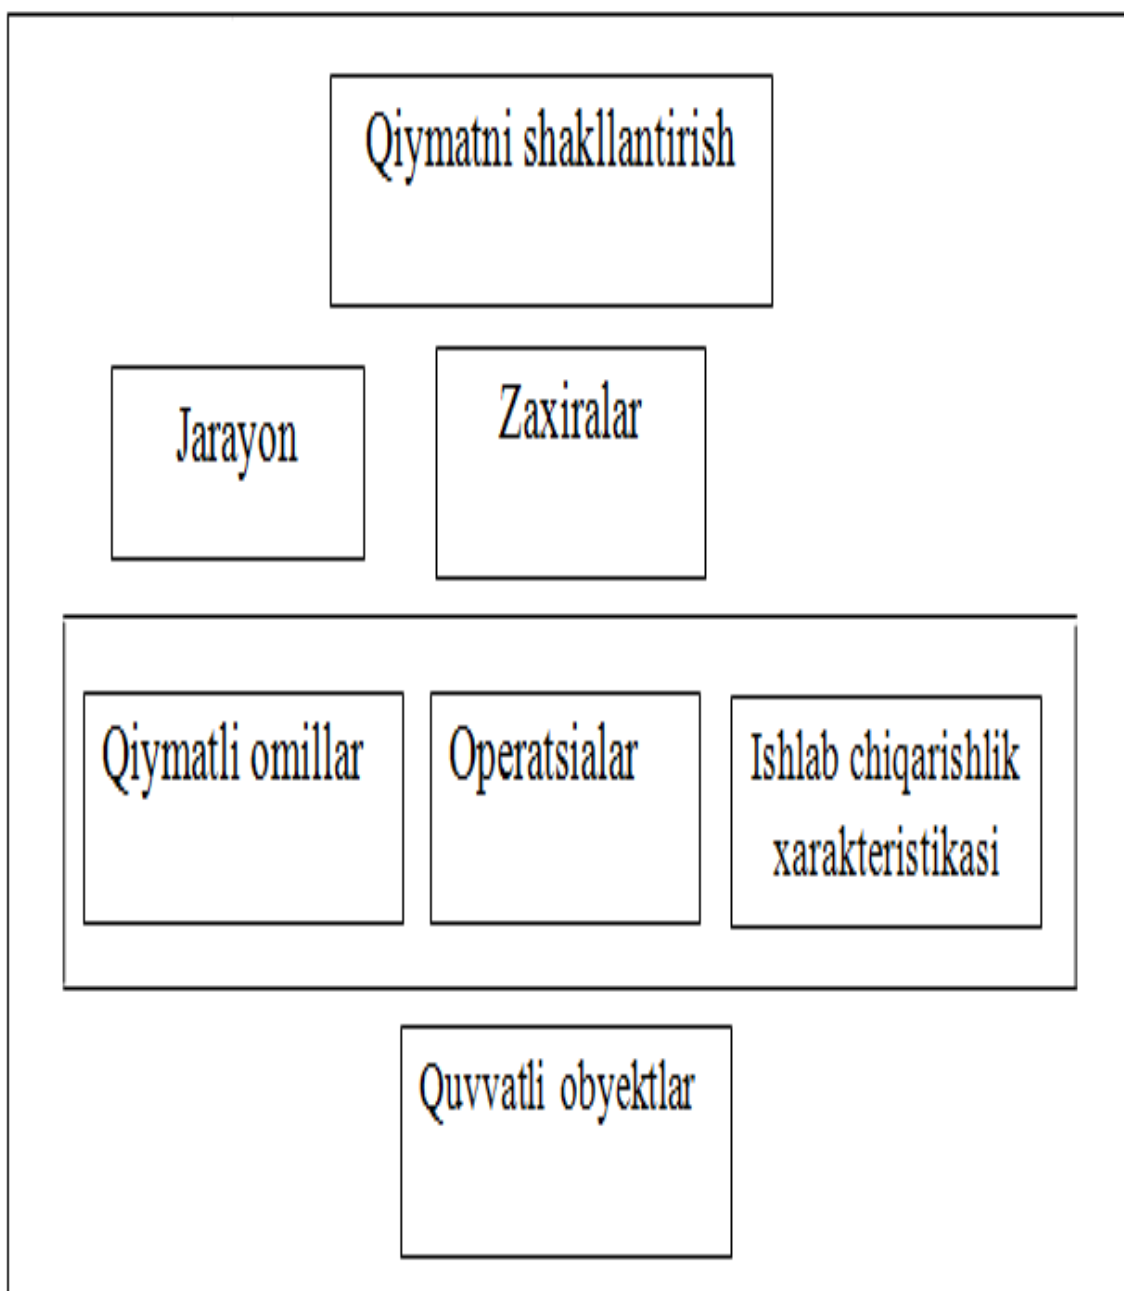 Qiymatni shakllantirish
Jarayon
Zaxiralar
Qiymatli omillar
Operatsialar
Ishlab chiqarishlik
xarakteristikasi
Quvvatli obyektlar